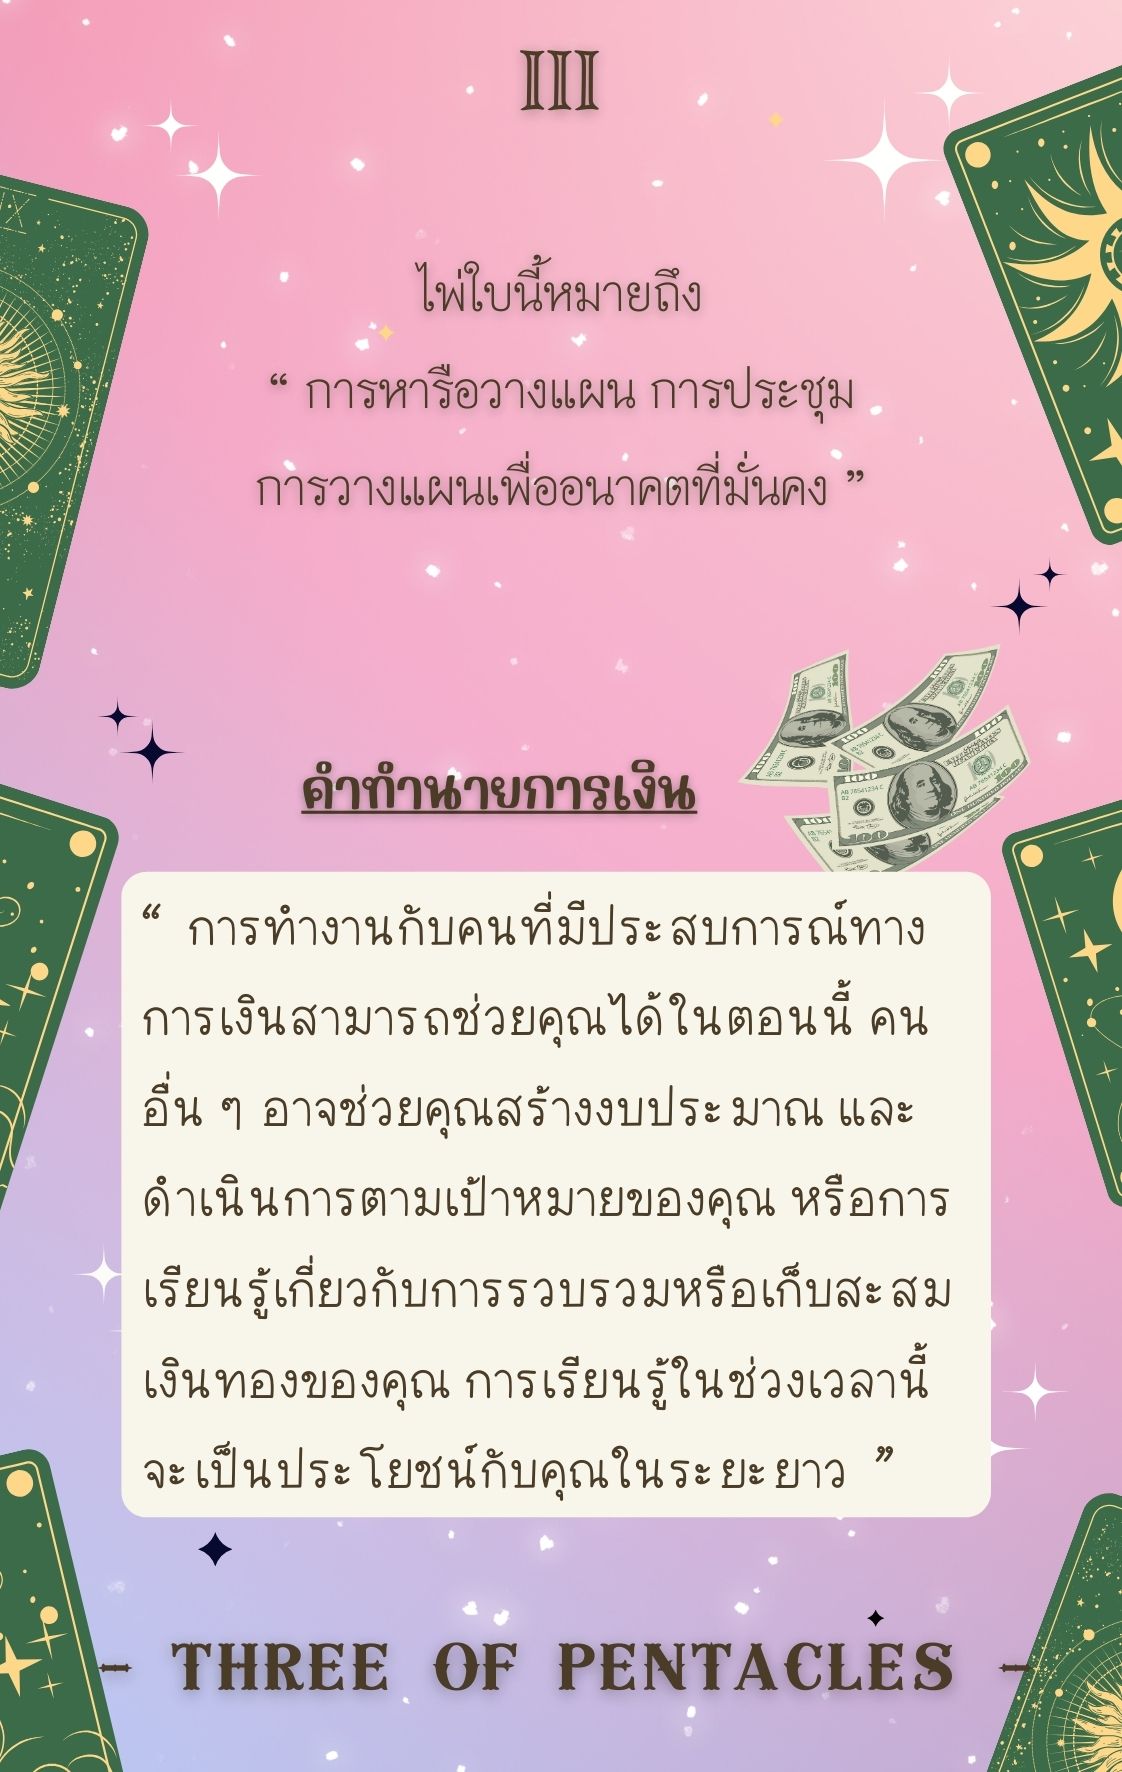 III
ไพ่ใบนี้หมายถึง
“ การหารือวางแผน การประชุม
การวางแผนเพื่ออนาคตที่มั่นคง ”
คำทำนายการเงิน
“ การทำงานกับคนที่มีประสบการณ์ทาง
การเงินสามารถช่วยคุณได้ในตอนนี้ คน
อื่น ๆ อาจช่วยคุณสร้างงบประมาณ และ
ดำเนินการตามเป้าหมายของคุณ หรือการ
เรียนรู้เกี่ยวกับการรวบรวมหรือเก็บสะสม
เงินทองของคุณ การเรียนรู้ในช่วงเวลานี้
จะเป็นประโยชน์กับคุณในระยะยาว ”
- THREE OF PENTACLES -